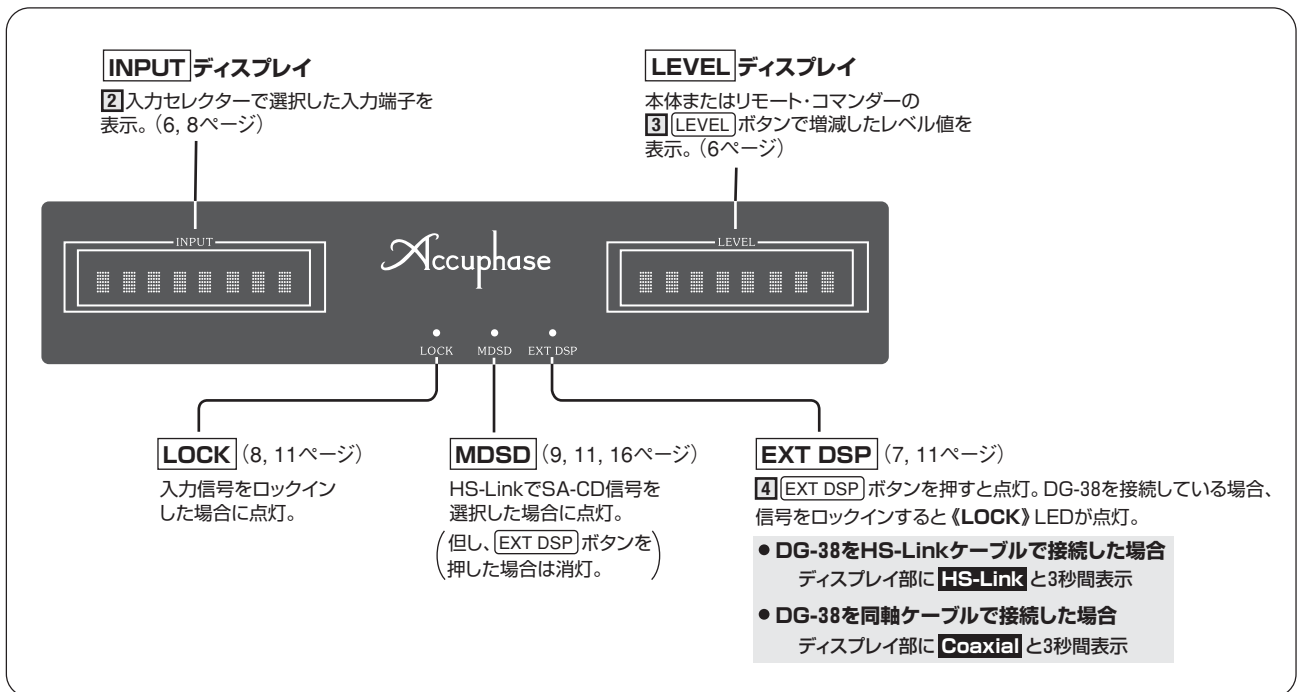 INPUT ディスプレイ
2 入力セレクターで選択した入力端子を
表示。（6, 8ページ）
LEVEL ディスプレイ
本体またはリモート・コマンダーの
3 LEVEL ボタンで増減したレベル値を
表示。（6ページ）
INPUT
Accuphase
LEVEL
LOCK MDSD EXT DSP
LOCK （8, 11ページ）
入力信号をロックイン
した場合に点灯。
MDSD （9, 11, 16ページ）
HS-LinkでSA-CD信号を
選択した場合に点灯。
（但し、EXT DSP ボタンを
押した場合は消灯。）
EXT DSP （7, 11ページ）
4 EXT DSP ボタンを押すと点灯。DG-38を接続している場合、
信号をロックインすると《LOCK》LEDが点灯。
● DG-38をHS-Linkケーブルで接続した場合
ディスプレイ部に HS-Link と3秒間表示
● DG-38を同軸ケーブルで接続した場合
ディスプレイ部に Coaxial と3秒間表示